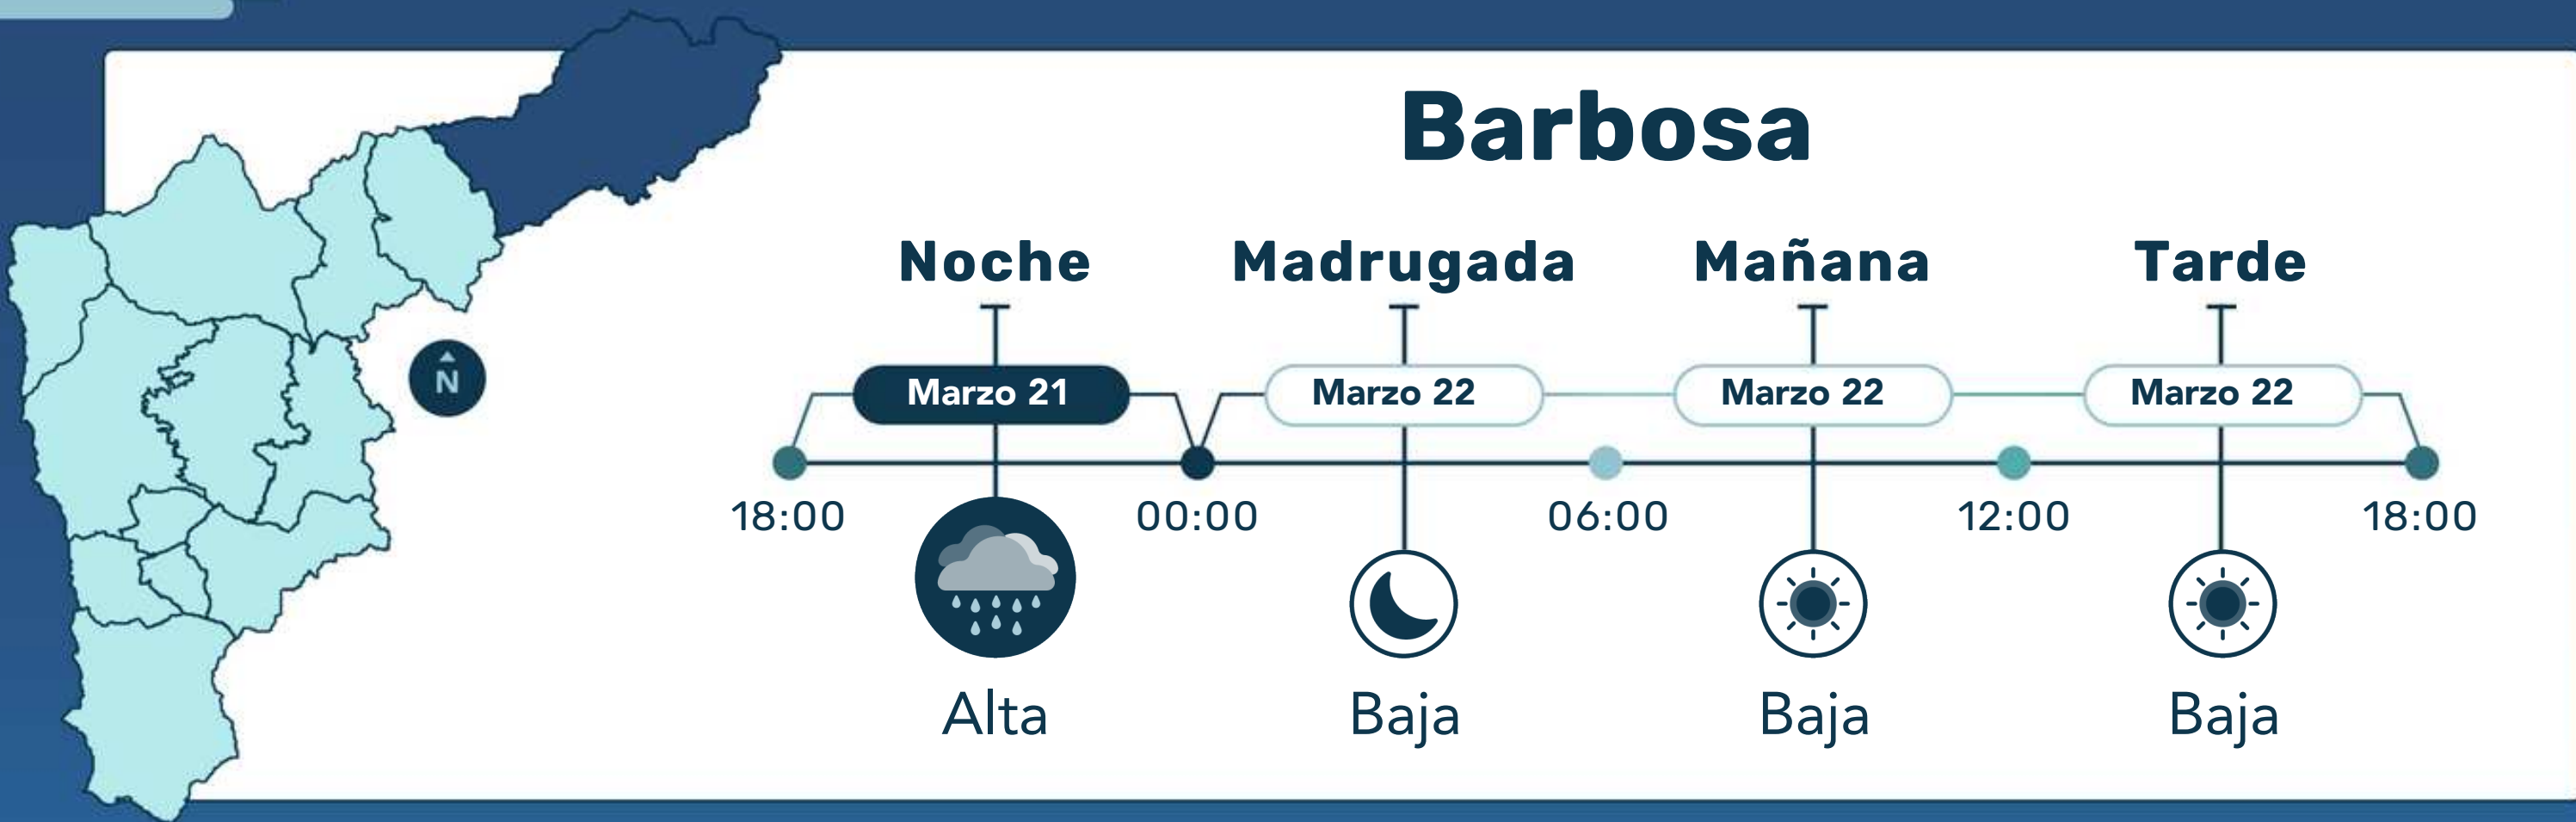 Barbosa
Noche Madrugada Mañana Tarde
N
Marzo 21 Marzo 22 Marzo 22 Marzo 22
18:00 00:00 06:00 12:00 18:00
Alta Baja Baja Baja